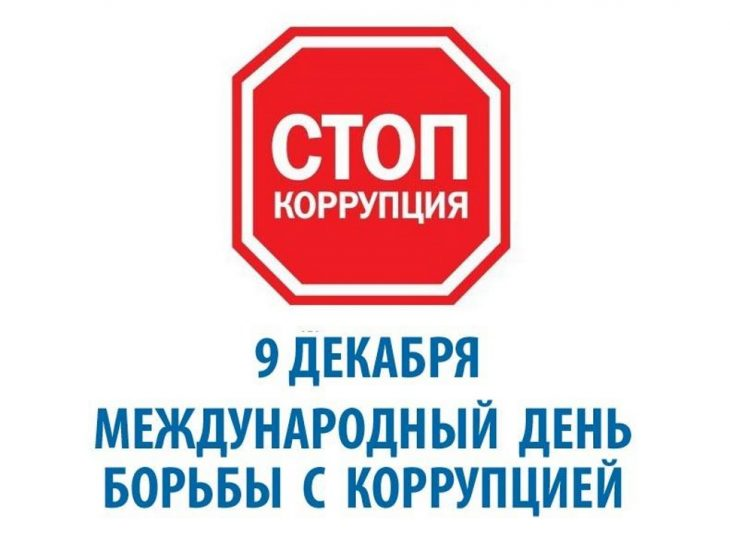 СТОП
КОРРУПЦИЯ
9 ДЕКАБРЯ
МЕЖДУНАРОДНЫЙ ДЕНЬ
БОРЬБЫ С КОРРУПЦИЕЙ